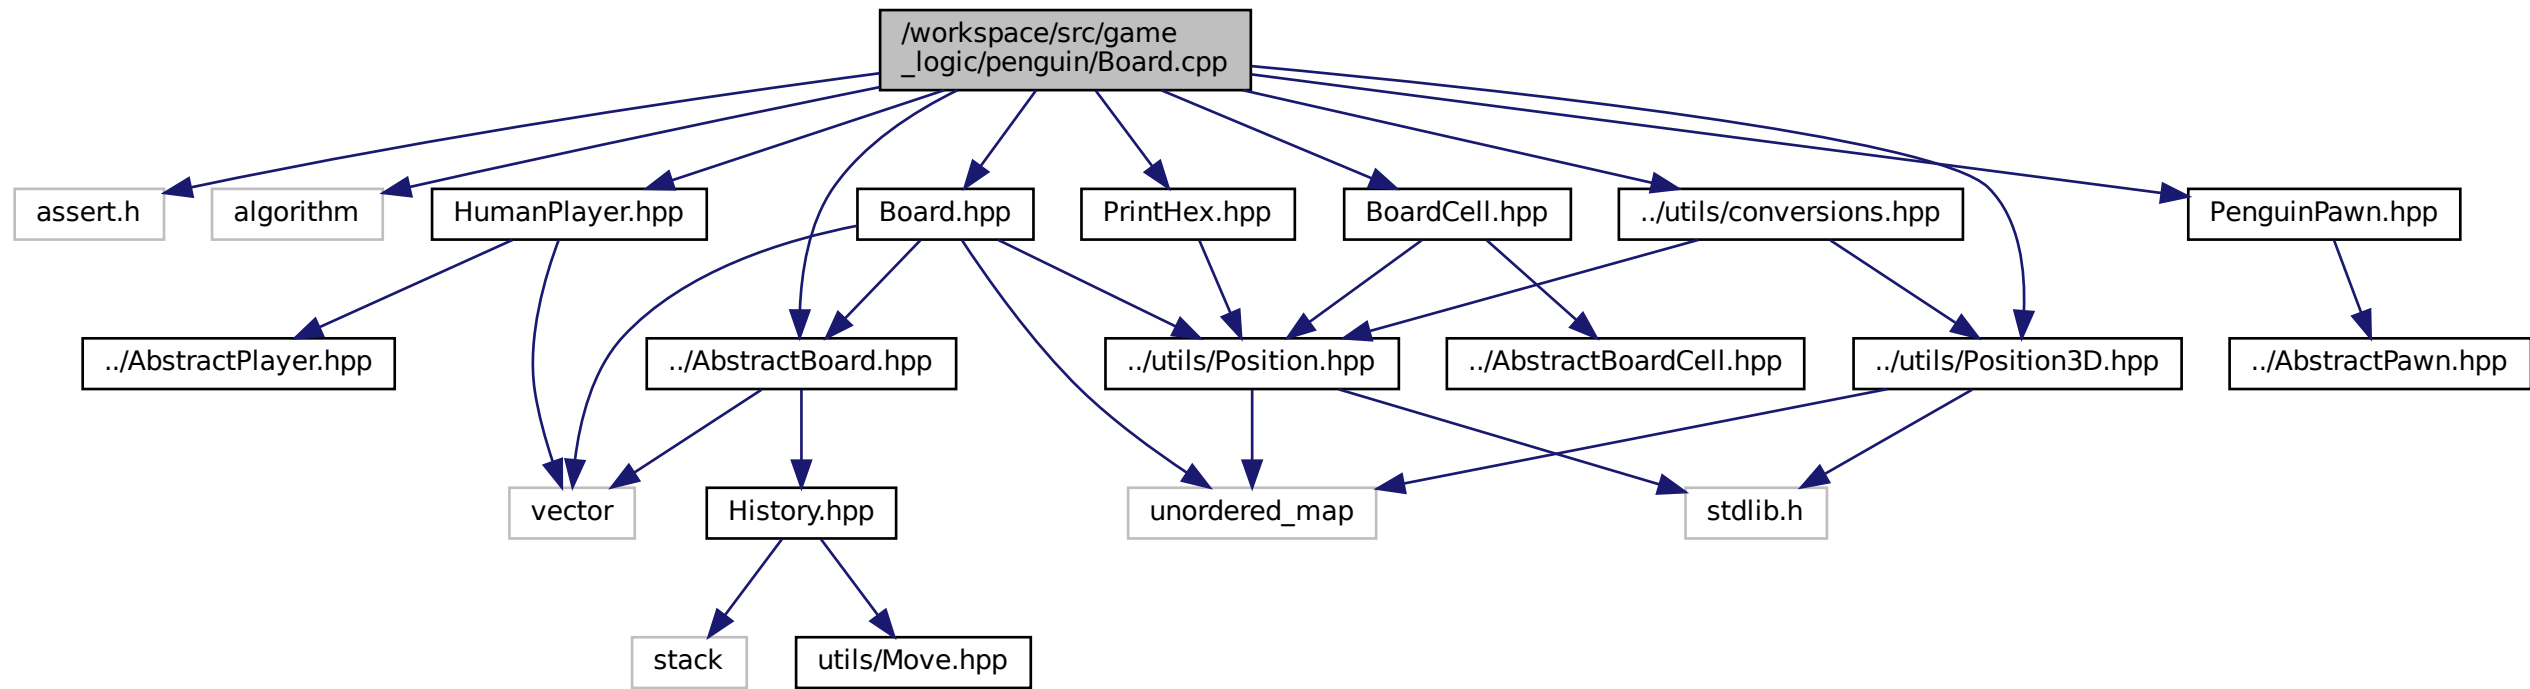 /workspace/src/game
_logic/penguin/Board.cpp
assert.h
algorithm
HumanPlayer.hpp
Board.hpp
PrintHex.hpp
BoardCell.hpp
../utils/conversions.hpp
PenguinPawn.hpp
../AbstractPlayer.hpp
../AbstractBoard.hpp
../utils/Position.hpp
../AbstractBoardCell.hpp
../utils/Position3D.hpp
../AbstractPawn.hpp
vector
History.hpp
unordered_map
stdlib.h
stack
utils/Move.hpp